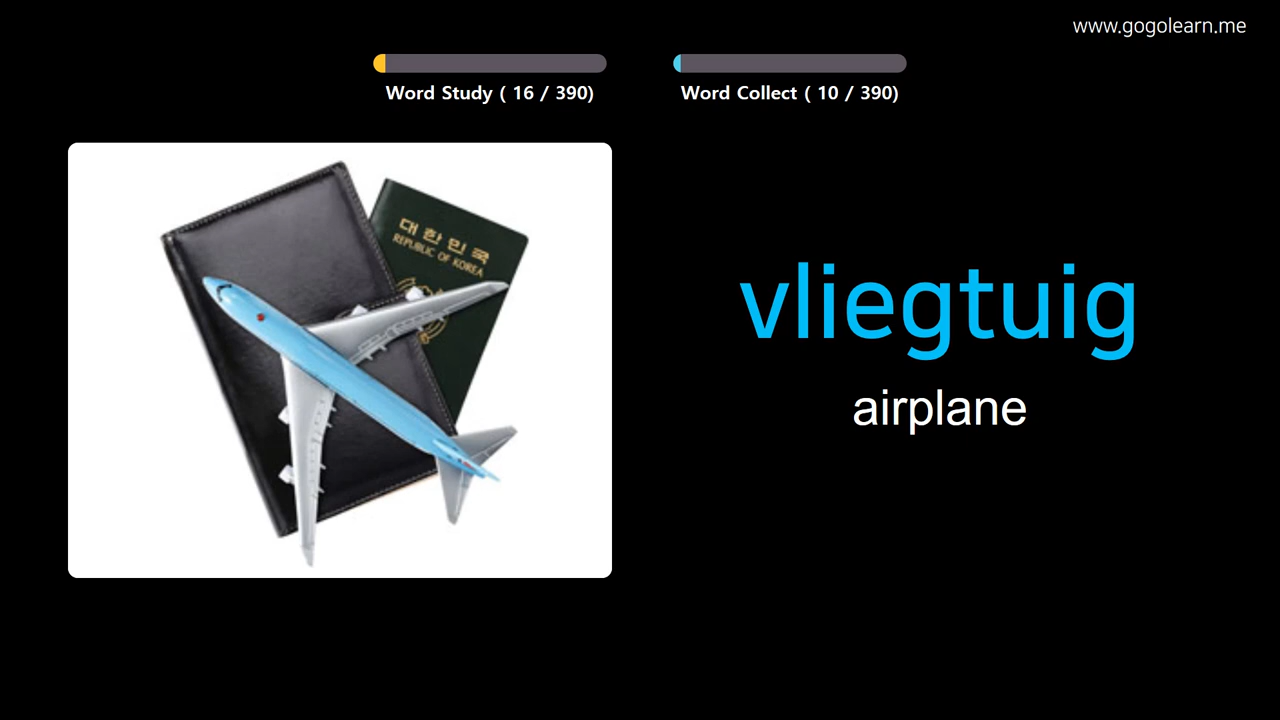 www.gogolearn.me
Word Study ( 16 / 390)
Word Collect ( 10 / 390)
대한민국
REPUBLIC OF KOREA
vliegtuig
airplane